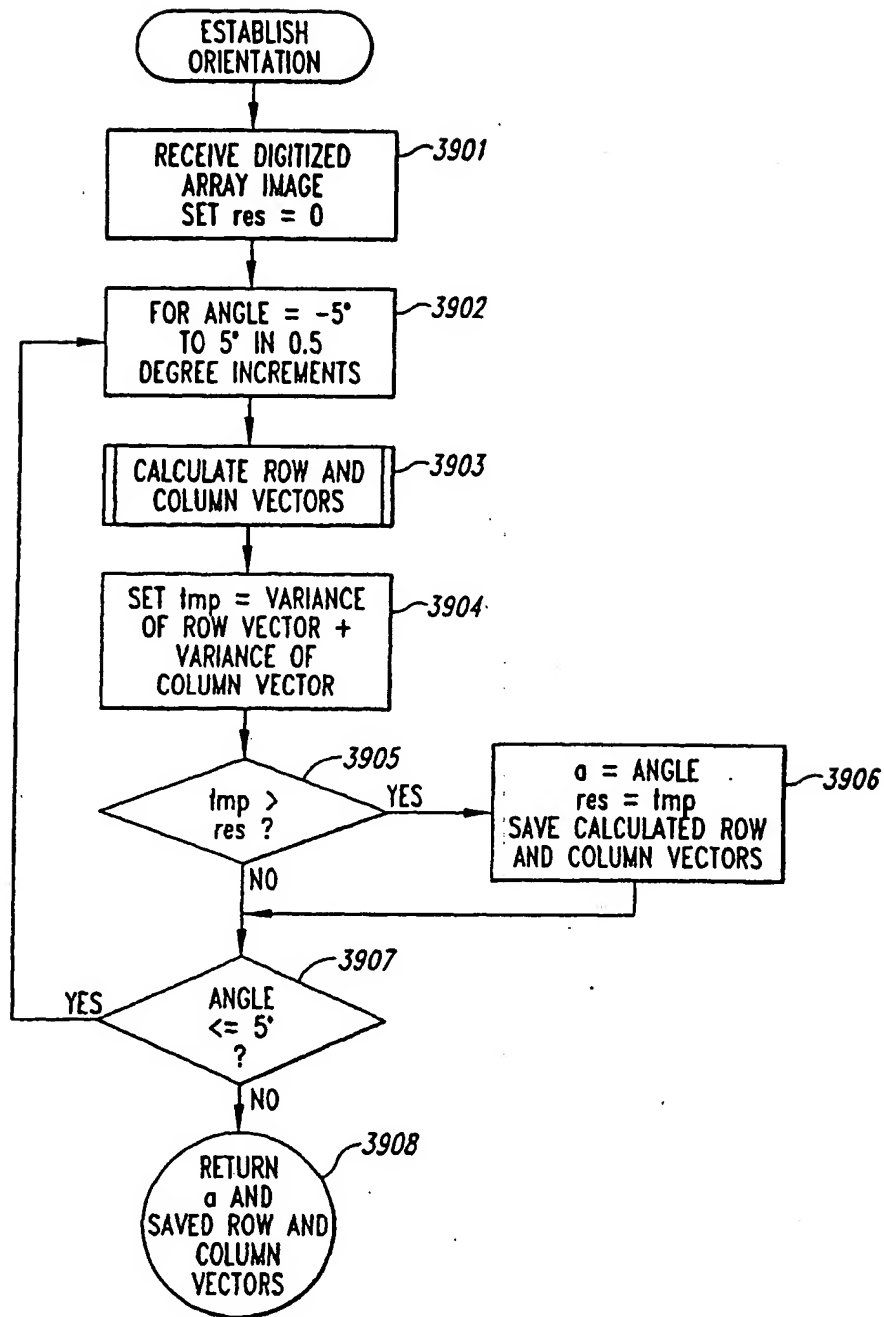 ESTABLISH
ORIENTATION
RECEIVE DIGITIZED
ARRAY IMAGE
SET res = 0
3901
FOR ANGLE = -5°
TO 5° IN 0.5
DEGREE INCREMENTS
3902
CALCULATE ROW AND
COLUMN VECTORS
3903
SET tmp = VARIANCE
OF ROW VECTOR +
VARIANCE OF
COLUMN VECTOR
3904
tmp >
res ?
3905
YES
NO
a = ANGLE
res = tmp
SAVE CALCULATED ROW
AND COLUMN VECTORS
3906
ANGLE
<= 5°
?
3907
YES
NO
RETURN
a AND
SAVED ROW AND
COLUMN
VECTORS
3908